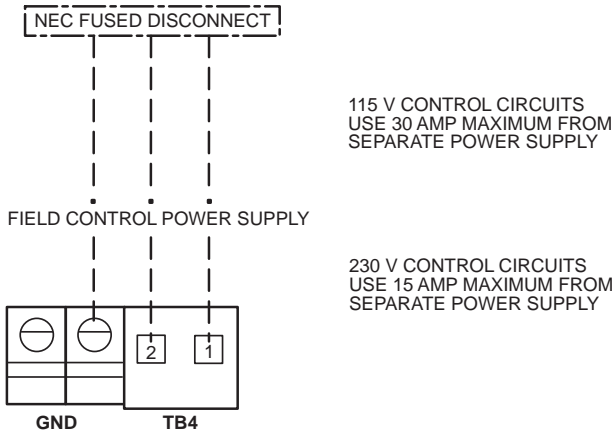 NEC FUSED DISCONNECT
115 V CONTROL CIRCUITS
USE 30 AMP MAXIMUM FROM
SEPARATE POWER SUPPLY
FIELD CONTROL POWER SUPPLY
230 V CONTROL CIRCUITS
USE 15 AMP MAXIMUM FROM
SEPARATE POWER SUPPLY
2 1
GND TB4